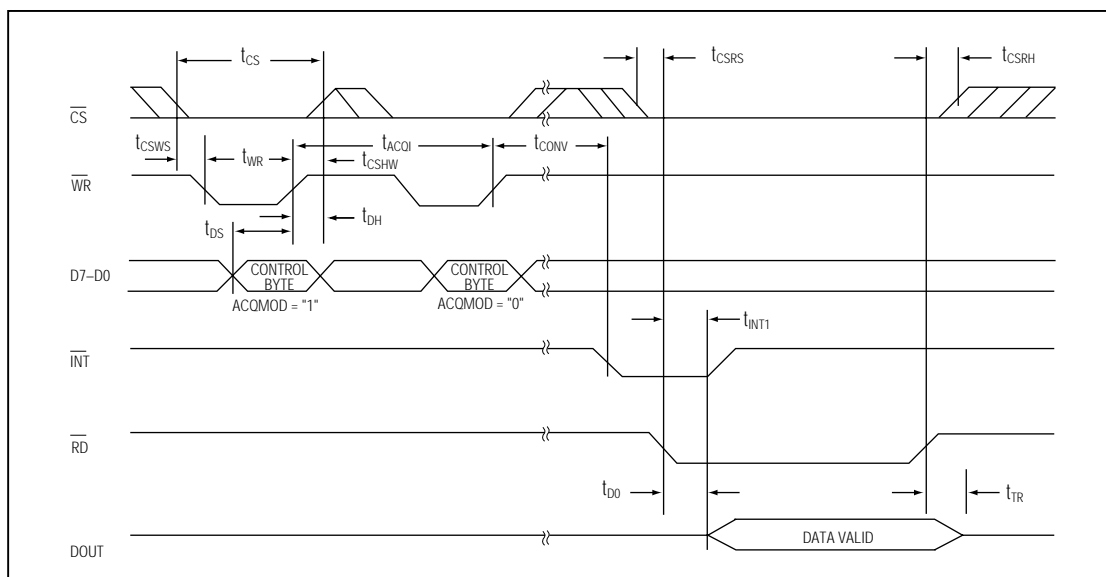 tCS
tCSRS
tCSRH
CS
tCSWS
tWR
tACQI
tCSHW
tCONV
WR
tDS
tDH
D7–D0
CONTROL
BYTE
CONTROL
BYTE
ACQMOD = "1"
ACQMOD = "0"
tINT1
INT
RD
tD0
tTR
DOUT
DATA VALID